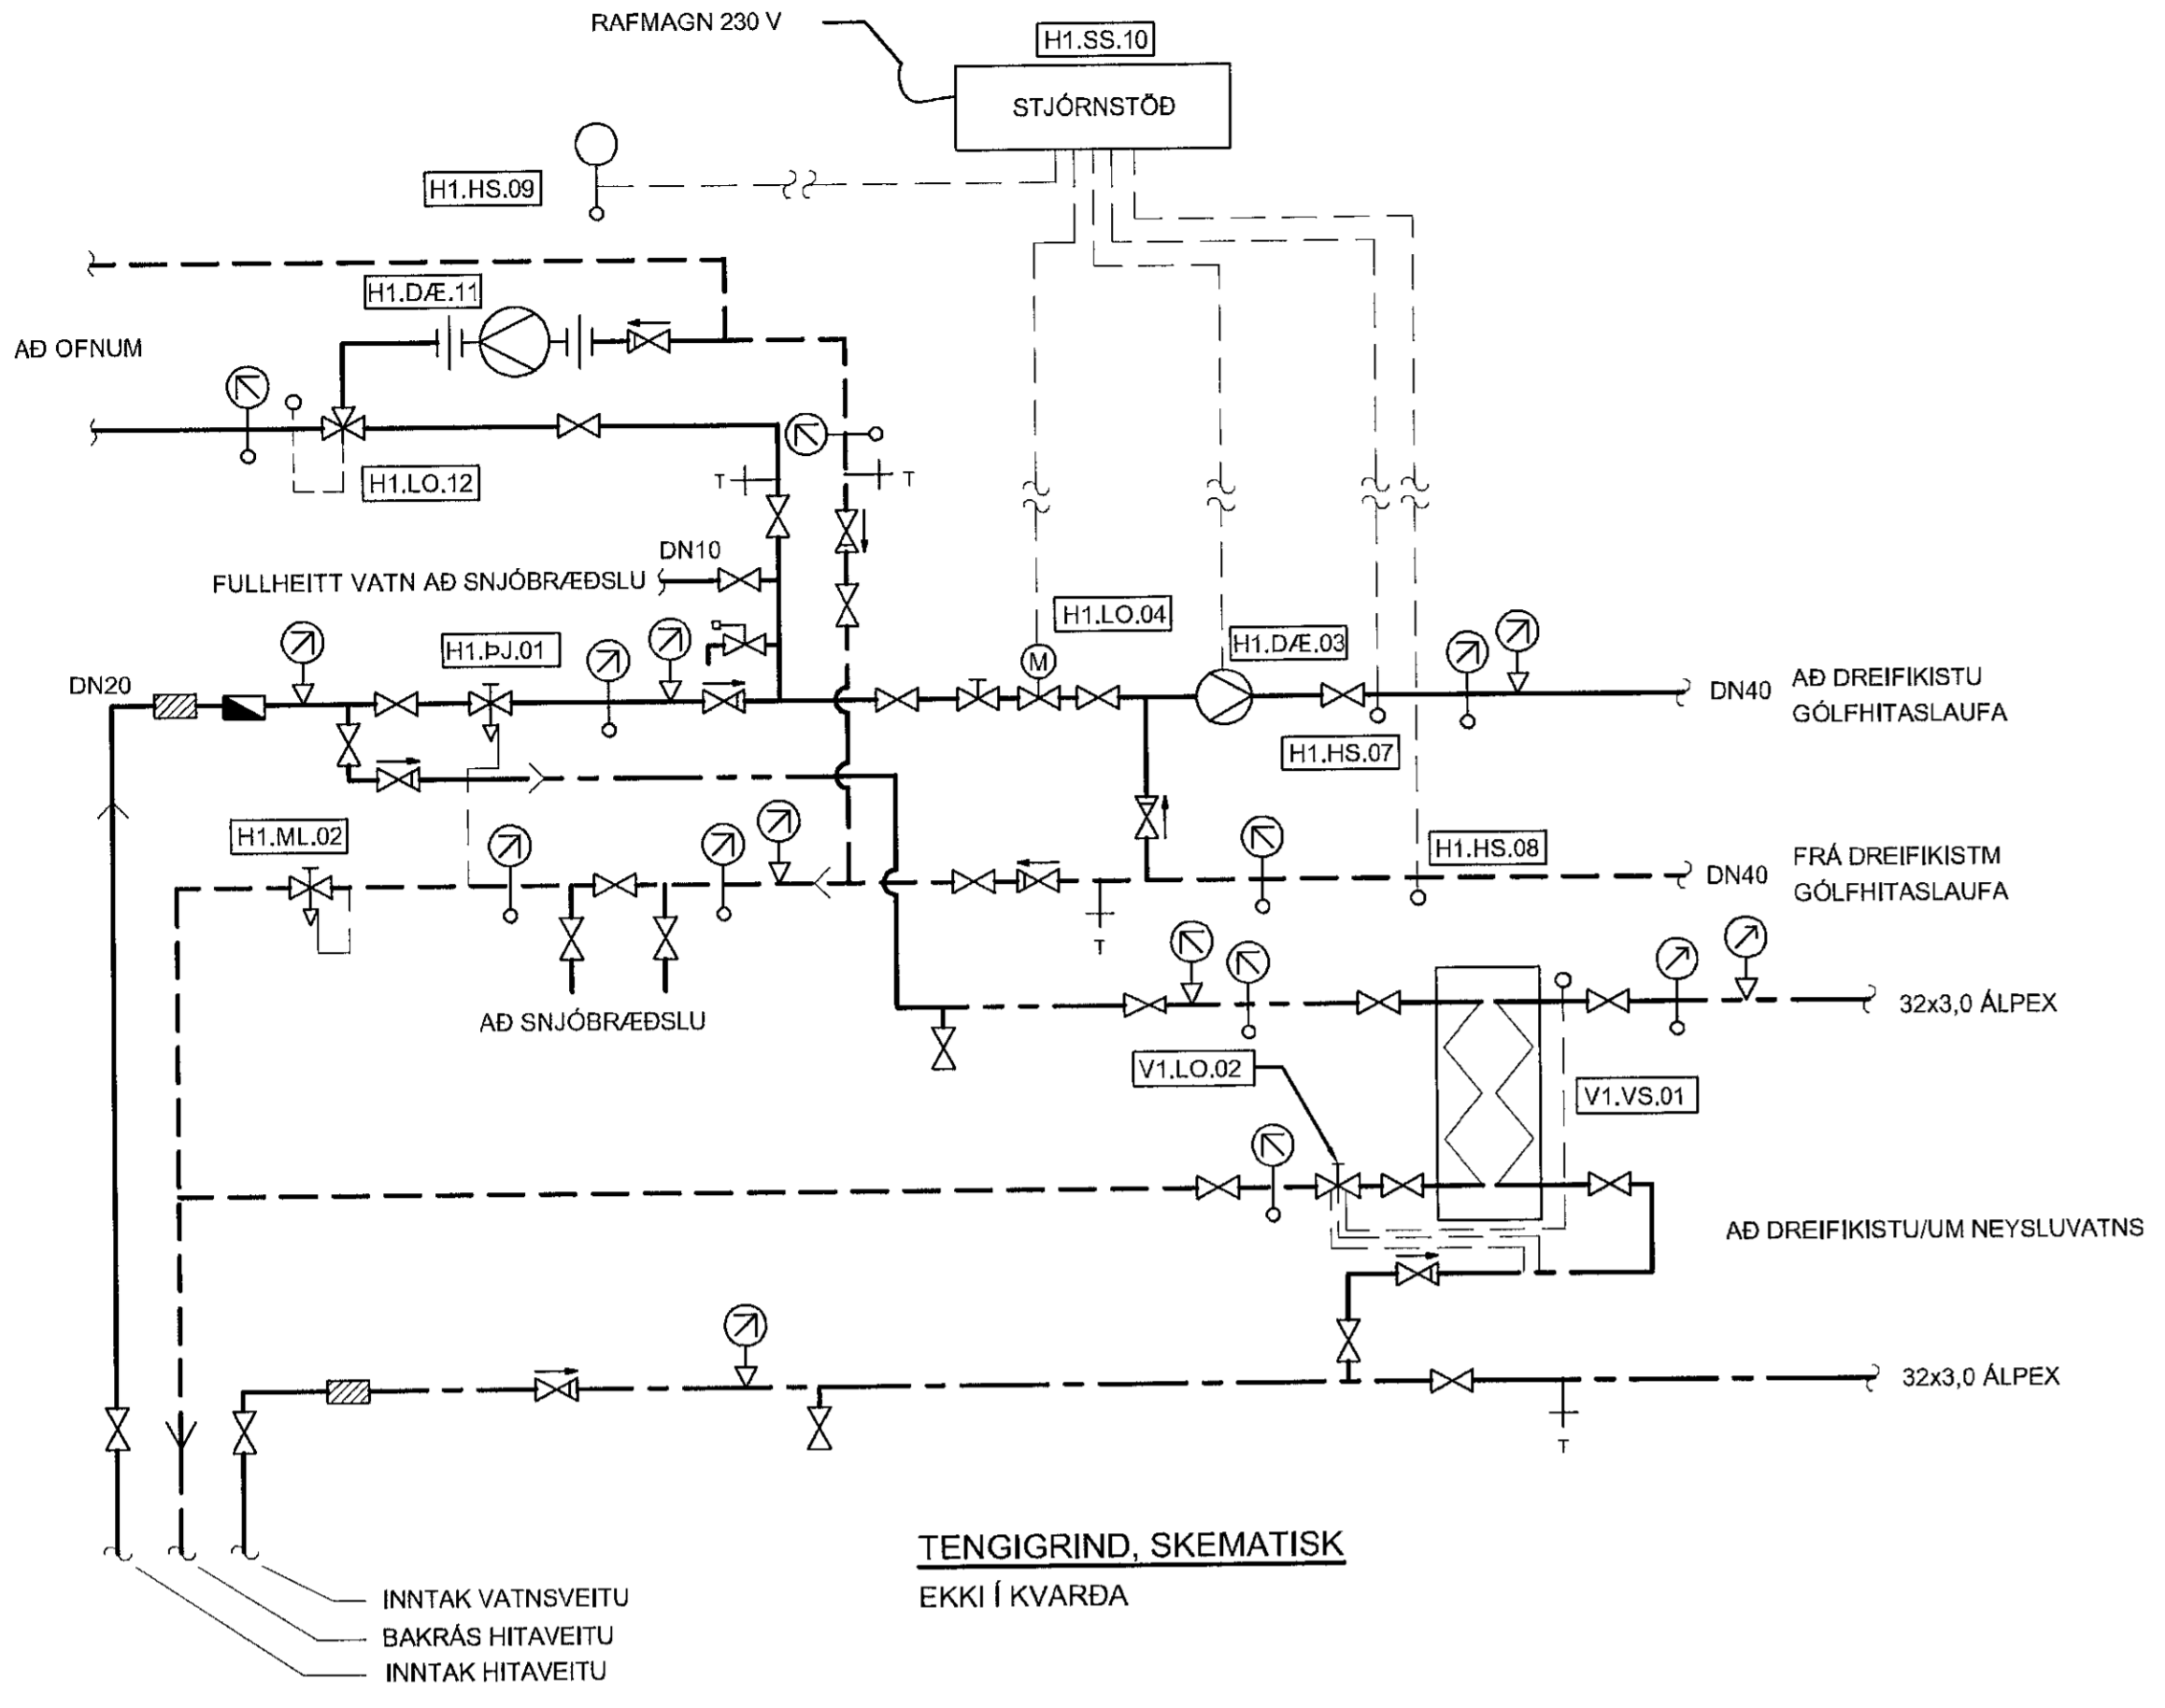 RAFMAGN 230 V
H1.SS.10
STJÓRNSTÖÐ
H1.HS.09
H1.DÆ.11
AÐ OFNUM
H1.LO.12
T
T
DN10
FULLHEITT VATN AÐ SNJÓBRÆÐSLU
H1.LO.04
H1.ÞJ.01
H1.DÆ.03
M
DN20
DN40
AÐ DREIFIKISTU
GÓLFHITASLAUFA
H1.HS.07
H1.ML.02
H1.HS.08
DN40
FRÁ DREIFIKISTM
GÓLFHITASLAUFA
T
AÐ SNJÓBRÆÐSLU
32x3,0 ÁLPEX
V1.LO.02
V1.VS.01
AÐ DREIFIKISTU/UM NEYSLUVATNS
32x3,0 ÁLPEX
T
TENGIGRIND, SKEMATISK
EKKI Í KVARÐA
INNTAK VATNSVEITU
BAKRÁS HITAVEITU
INNTAK HITAVEITU